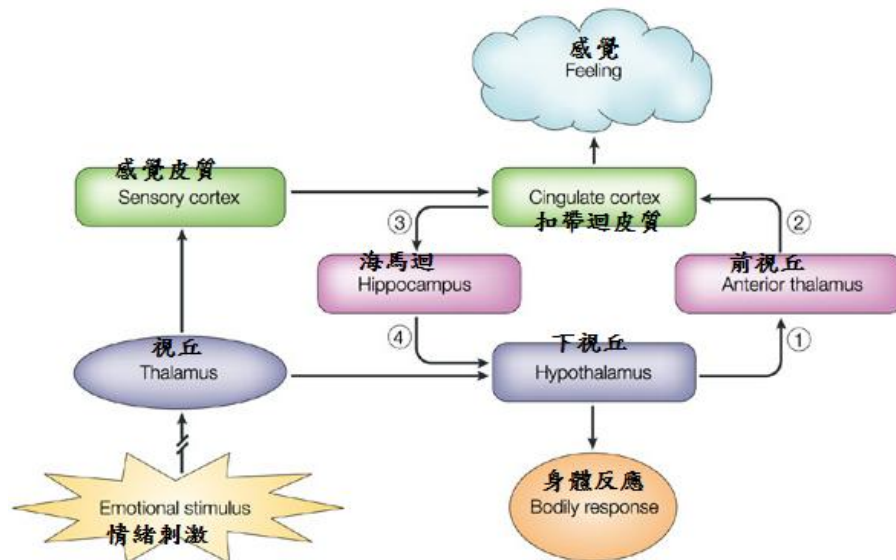 感覺
Feeling
感覺皮質
Sensory cortex
Cingulate cortex
扣帶迴皮質
③
②
海馬迴
Hippocampus
前視丘
Anterior thalamus
④
①
視丘
Thalamus
下視丘
Hypothalamus
Emotional stimulus
情緒刺激
身體反應
Bodily response